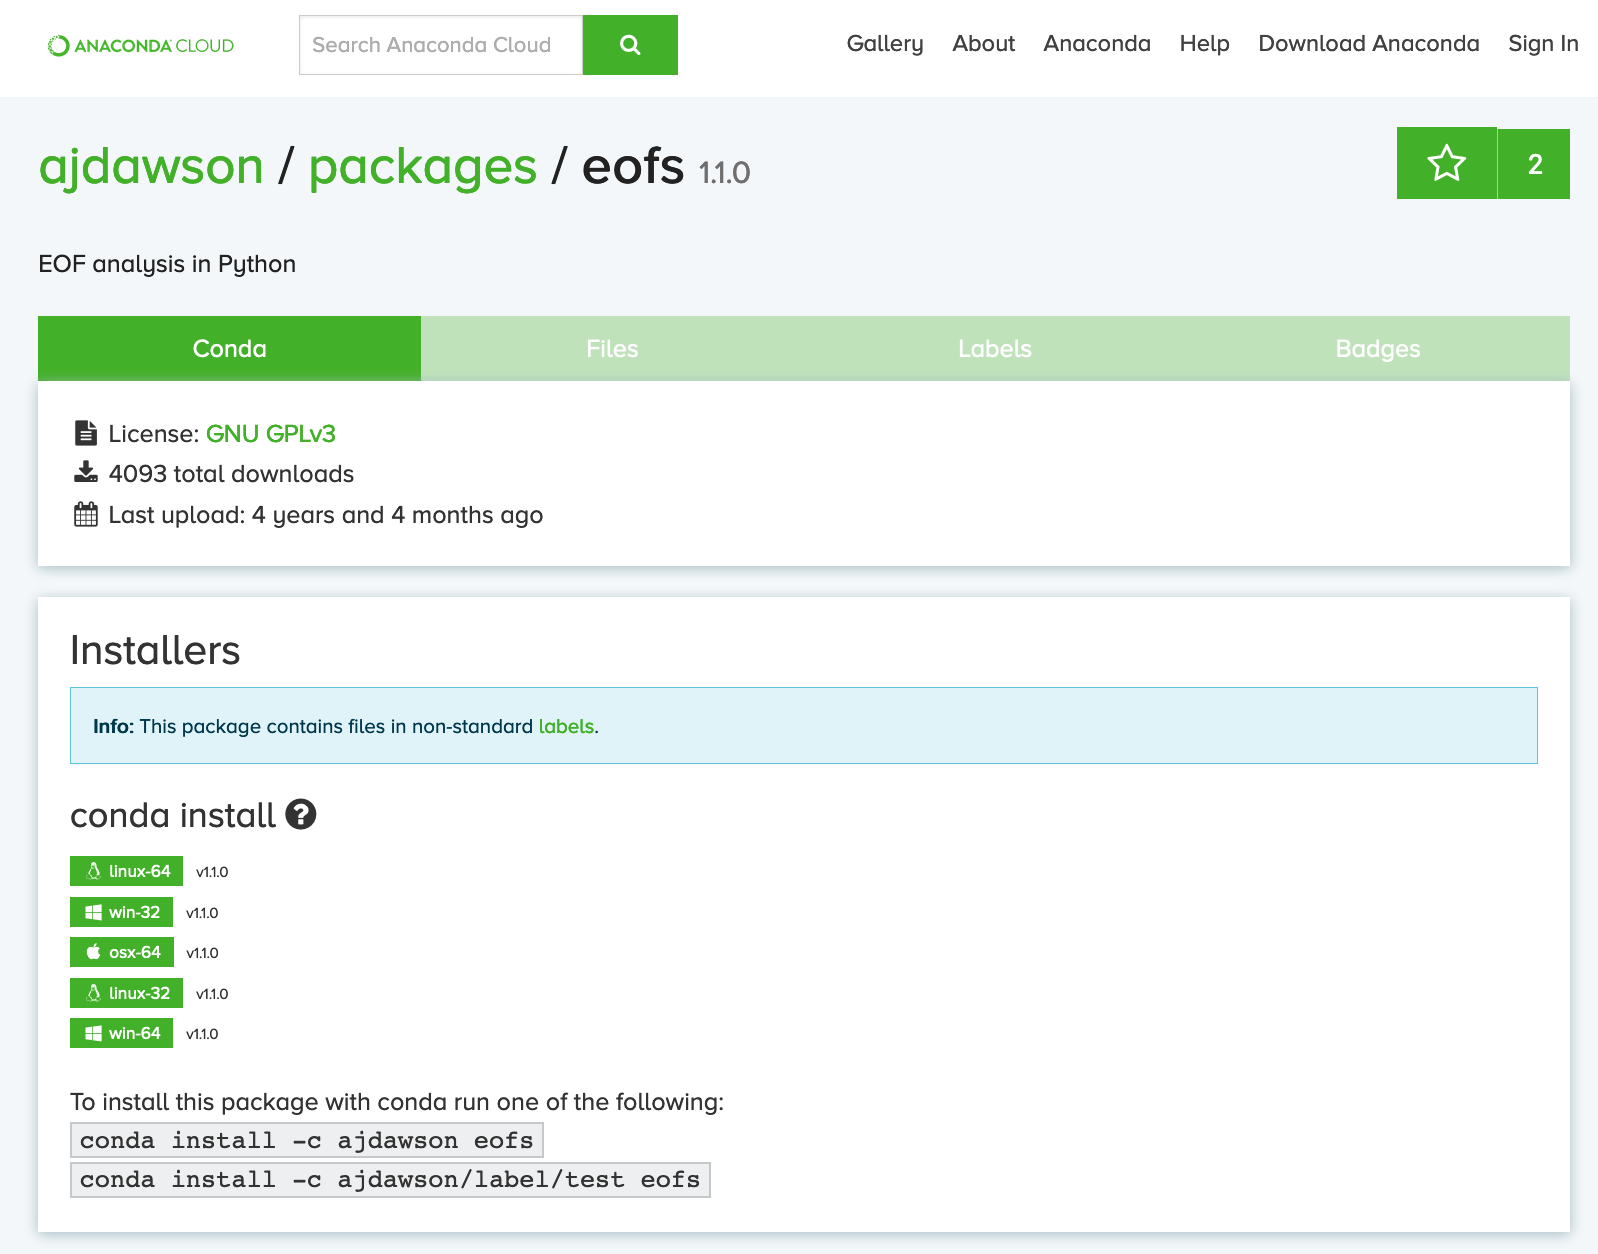 ANACONDA CLOUD
Search Anaconda Cloud
Gallery About Anaconda Help Download Anaconda Sign In
ajdawson / packages / eofs 1.1.0
2
EOF analysis in Python
Conda Files Labels Badges
License: GNU GPLv3
4093 total downloads
Last upload: 4 years and 4 months ago
Installers
Info: This package contains files in non-standard labels.
conda install ?
linux-64 v1.1.0
win-32 v1.1.0
osx-64 v1.1.0
linux-32 v1.1.0
win-64 v1.1.0
To install this package with conda run one of the following:
conda install -c ajdawson eofs
conda install -c ajdawson/label/test eofs